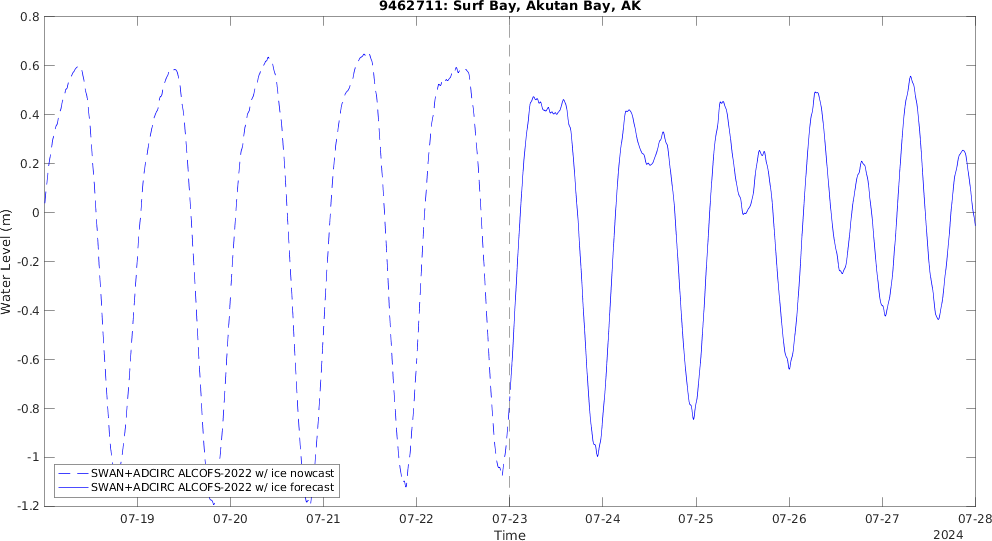 9462711: Surf Bay, Akutan Bay, AK
Water Level (m)
0.8
0.6
0.4
0.2
0
-0.2
-0.4
-0.6
-0.8
-1
-1.2
SWAN+ADCIRC ALCOFS-2022 w/ ice nowcast
SWAN+ADCIRC ALCOFS-2022 w/ ice forecast
07-19 07-20 07-21 07-22 07-23 07-24 07-25 07-26 07-27 07-28
Time
2024